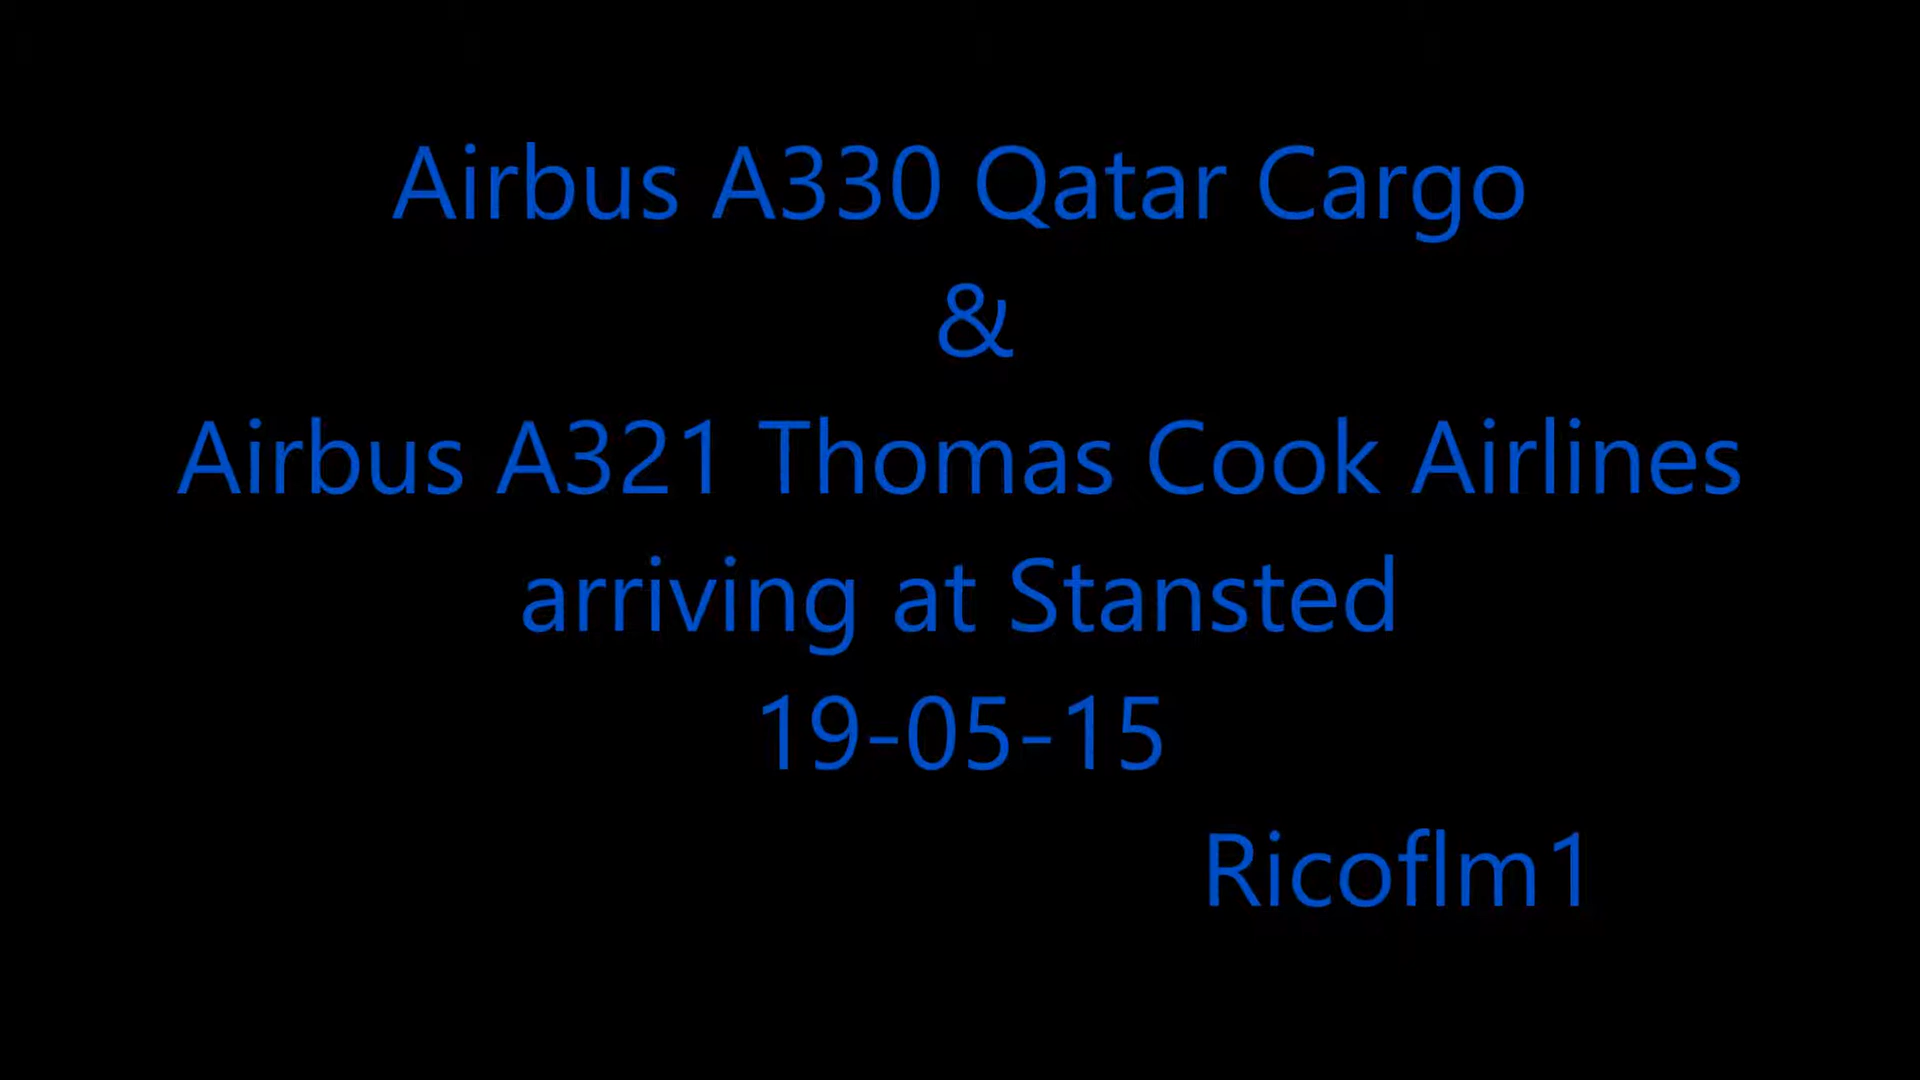 Airbus A330 Qatar Cargo
&
Airbus A321 Thomas Cook Airlines
arriving at Stansted
19-05-15
Ricoflm1